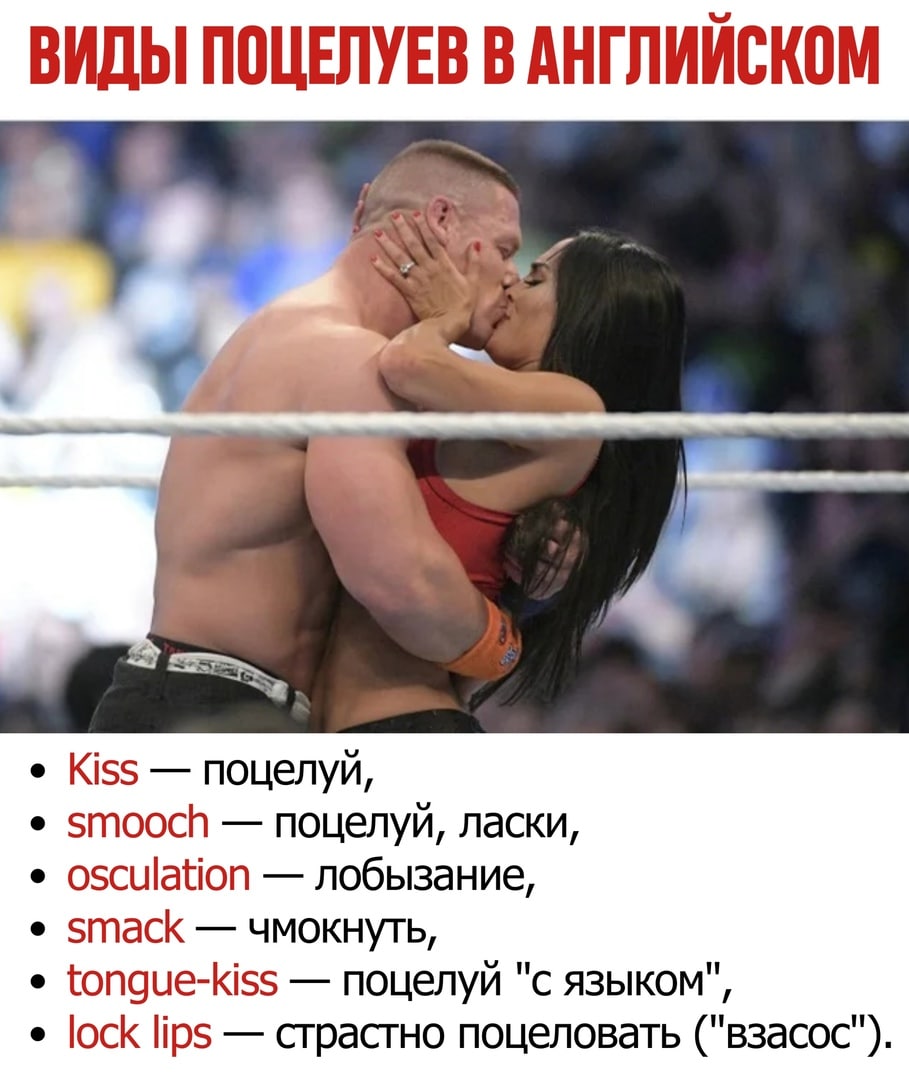 ВИДЫ ПОЦЕЛУЕВ В АНГЛИЙСКОМ
• Kiss — поцелуй,
• smooch — поцелуй, ласки,
• osculation — лобызание,
• smack — чмокнуть,
• tongue-kiss — поцелуй "с языком",
• lock lips — страстно поцеловать ("взасос").